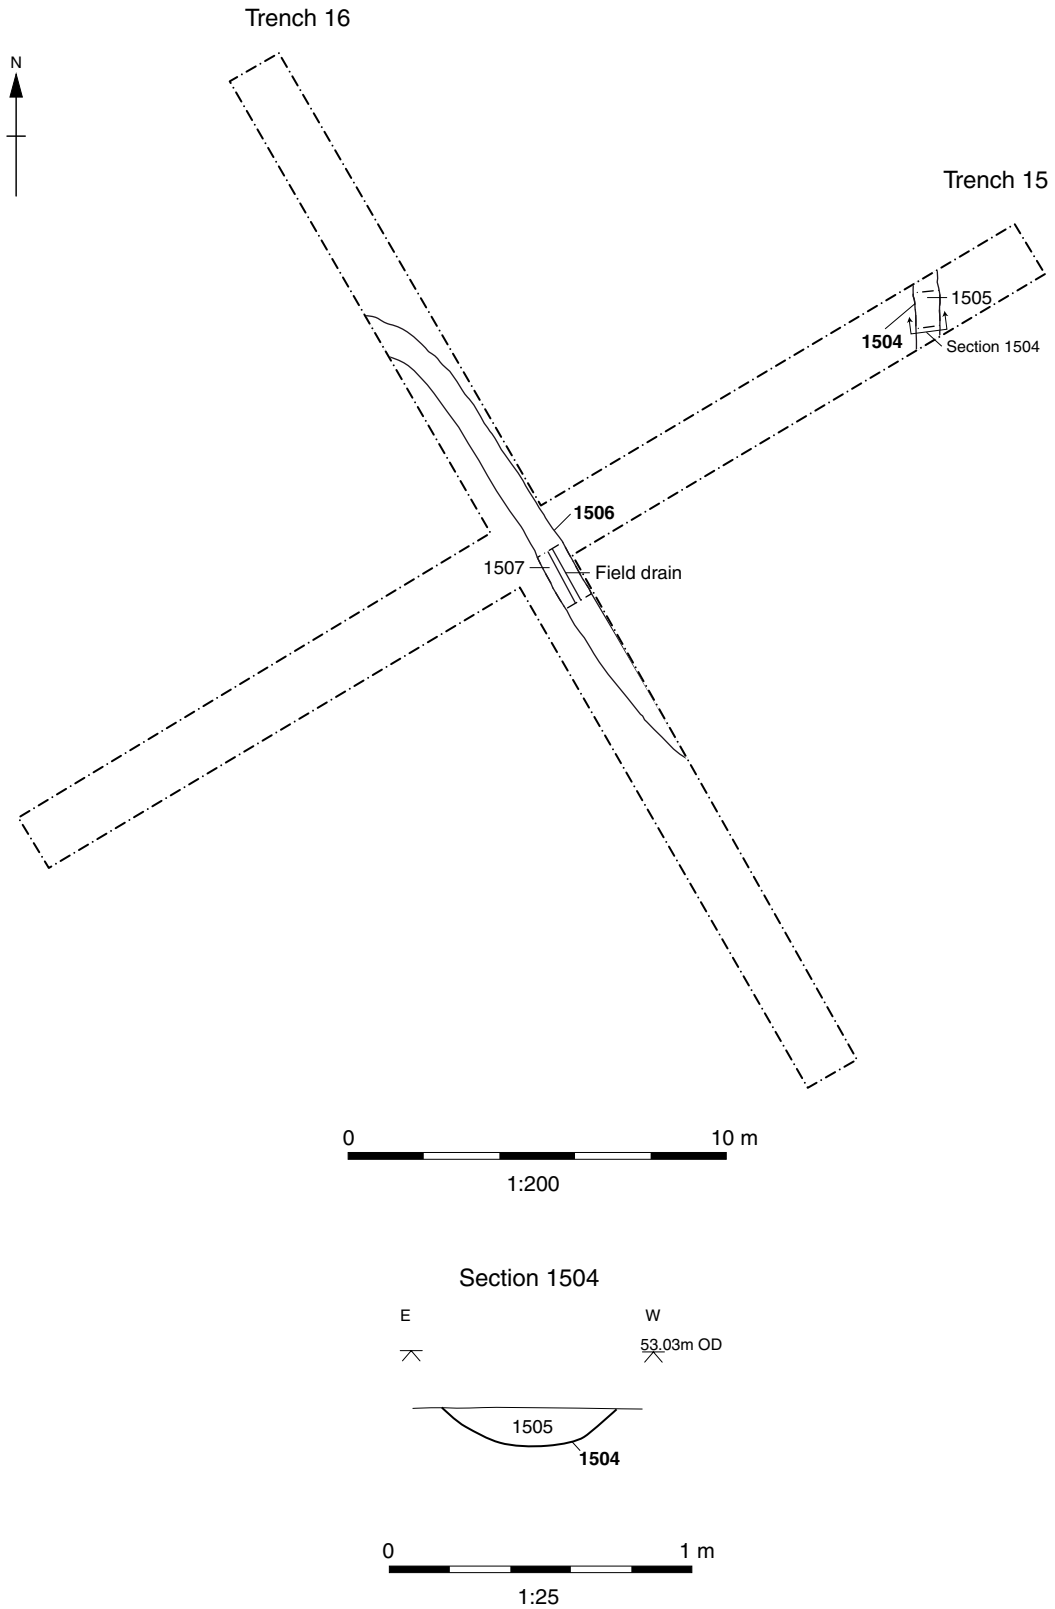 Trench 16
N
Trench 15
1505
1504
Section 1504
1506
1507
Field drain
0 10 m
1:200
Section 1504
E W
53.03m OD
1505
1504
0 1 m
1:25